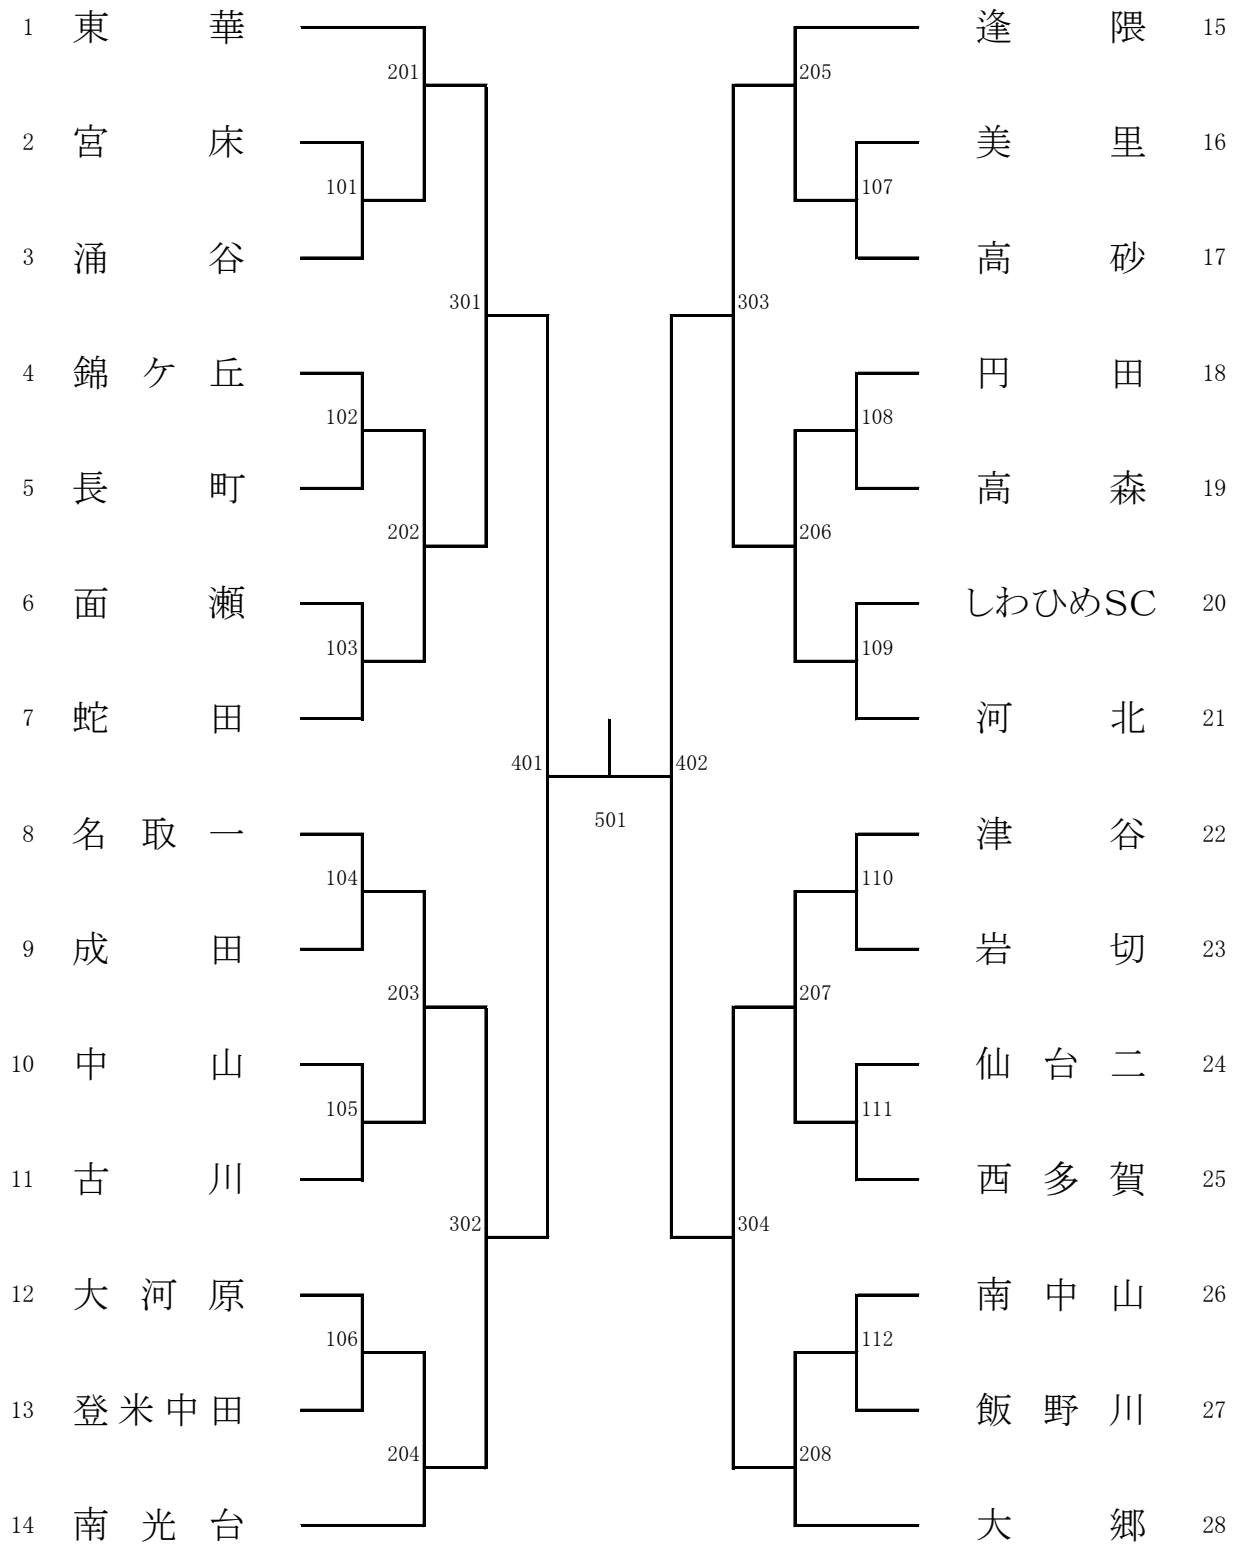 1 東 華 逢 隈 15
201 205
2 宮 床 美 里 16
101 107
3 涌 谷 高 砂 17
301 303
4 錦 ケ 丘 円 田 18
102 108
5 長 町 高 森 19
202 206
6 面 瀬 しわひめSC 20
103 109
7 蛇 田 河 北 21
401 402
501
8 名 取 一 津 谷 22
104 110
9 成 田 岩 切 23
203 207
10 中 山 仙 台 二 24
105 111
11 古 川 西 多 賀 25
302 304
12 大 河 原 南 中 山 26
106 112
13 登 米 中 田 飯 野 川 27
204 208
14 南 光 台 大 郷 28